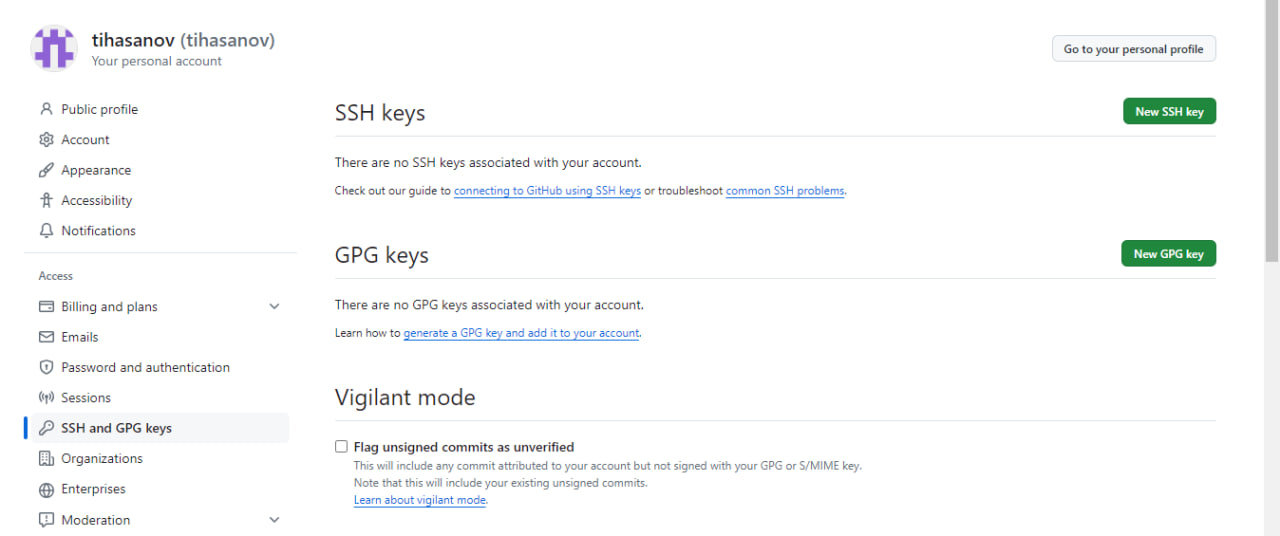 tihasanov (tihasanov)
Your personal account
Go to your personal profile
Public profile
Account
Appearance
Accessibility
Notifications
Access
Billing and plans
Emails
Password and authentication
Sessions
SSH and GPG keys
Organizations
Enterprises
Moderation
SSH keys
New SSH key
There are no SSH keys associated with your account.
Check out our guide to connecting to GitHub using SSH keys or troubleshoot common SSH problems.
GPG keys
New GPG key
There are no GPG keys associated with your account.
Learn how to generate a GPG key and add it to your account.
Vigilant mode
Flag unsigned commits as unverified
This will include any commit attributed to your account but not signed with your GPG or S/MIME key.
Note that this will include your existing unsigned commits.
Learn about vigilant mode.